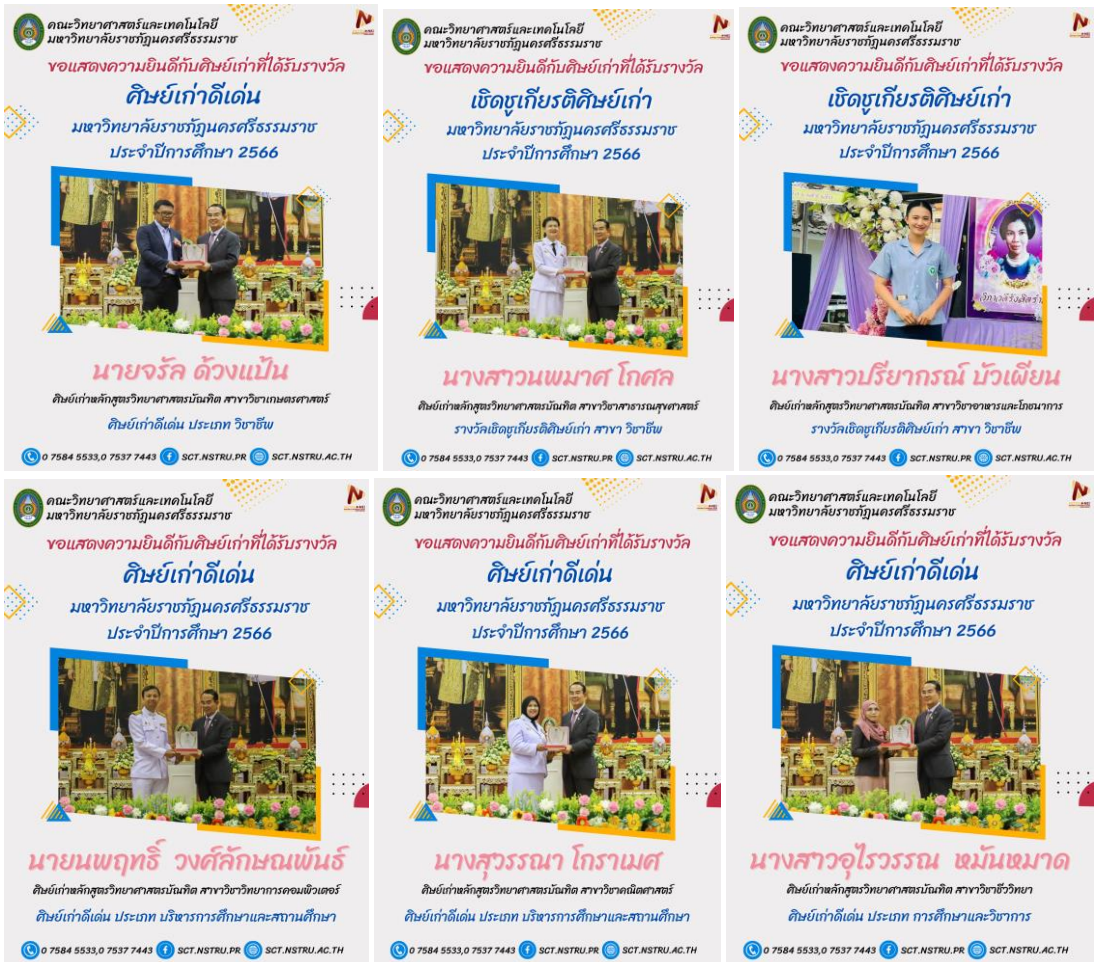 คณะวิทยาศาสตร์และเทคโนโลยี
มหาวิทยาลัยราชภัฏนครศรีธรรมราช
ขอแสดงความยินดีกับศิษย์เก่าที่ได้รับรางวัล
ศิษย์เก่าดีเด่น
มหาวิทยาลัยราชภัฏนครศรีธรรมราช
ประจำปีการศึกษา 2566
นายจรัล ด้วงแป้น
ศิษย์เก่าหลักสูตรวิทยาศาสตรบัณฑิต สาขาวิชาเกษตรศาสตร์
ศิษย์เก่าดีเด่น ประเภท วิชาชีพ
0 7584 5533,0 7537 7443 SCT.NSTRU.PR SCT.NSTRU.AC.TH
คณะวิทยาศาสตร์และเทคโนโลยี
มหาวิทยาลัยราชภัฏนครศรีธรรมราช
ขอแสดงความยินดีกับศิษย์เก่าที่ได้รับรางวัล
เชิดชูเกียรติศิษย์เก่า
มหาวิทยาลัยราชภัฏนครศรีธรรมราช
ประจำปีการศึกษา 2566
นางสาวนพมาศ โกศล
ศิษย์เก่าหลักสูตรวิทยาศาสตรบัณฑิต สาขาวิชาสาธารณสุขศาสตร์
รางวัลเชิดชูเกียรติศิษย์เก่า สาขา วิชาชีพ
0 7584 5533,0 7537 7443 SCT.NSTRU.PR SCT.NSTRU.AC.TH
คณะวิทยาศาสตร์และเทคโนโลยี
มหาวิทยาลัยราชภัฏนครศรีธรรมราช
ขอแสดงความยินดีกับศิษย์เก่าที่ได้รับรางวัล
เชิดชูเกียรติศิษย์เก่า
มหาวิทยาลัยราชภัฏนครศรีธรรมราช
ประจำปีการศึกษา 2566
นางสาวปรียากรณ์ บัวเผียน
ศิษย์เก่าหลักสูตรวิทยาศาสตรบัณฑิต สาขาวิชาอาหารและโภชนาการ
รางวัลเชิดชูเกียรติศิษย์เก่า สาขา วิชาชีพ
0 7584 5533,0 7537 7443 SCT.NSTRU.PR SCT.NSTRU.AC.TH
คณะวิทยาศาสตร์และเทคโนโลยี
มหาวิทยาลัยราชภัฏนครศรีธรรมราช
ขอแสดงความยินดีกับศิษย์เก่าที่ได้รับรางวัล
ศิษย์เก่าดีเด่น
มหาวิทยาลัยราชภัฏนครศรีธรรมราช
ประจำปีการศึกษา 2566
นายนพฤทธิ์ วงศ์ลักษณพันธ์
ศิษย์เก่าหลักสูตรวิทยาศาสตรบัณฑิต สาขาวิชาวิทยาการคอมพิวเตอร์
ศิษย์เก่าดีเด่น ประเภท บริหารการศึกษาและสถานศึกษา
0 7584 5533,0 7537 7443 SCT.NSTRU.PR SCT.NSTRU.AC.TH
คณะวิทยาศาสตร์และเทคโนโลยี
มหาวิทยาลัยราชภัฏนครศรีธรรมราช
ขอแสดงความยินดีกับศิษย์เก่าที่ได้รับรางวัล
ศิษย์เก่าดีเด่น
มหาวิทยาลัยราชภัฏนครศรีธรรมราช
ประจำปีการศึกษา 2566
นางสุวรรณา โกราเมศ
ศิษย์เก่าหลักสูตรวิทยาศาสตรบัณฑิต สาขาวิชาคณิตศาสตร์
ศิษย์เก่าดีเด่น ประเภท บริหารการศึกษาและสถานศึกษา
0 7584 5533,0 7537 7443 SCT.NSTRU.PR SCT.NSTRU.AC.TH
คณะวิทยาศาสตร์และเทคโนโลยี
มหาวิทยาลัยราชภัฏนครศรีธรรมราช
ขอแสดงความยินดีกับศิษย์เก่าที่ได้รับรางวัล
ศิษย์เก่าดีเด่น
มหาวิทยาลัยราชภัฏนครศรีธรรมราช
ประจำปีการศึกษา 2566
นางสาวอุไรวรรณ หมันหมาด
ศิษย์เก่าหลักสูตรวิทยาศาสตรบัณฑิต สาขาวิชาชีววิทยา
ศิษย์เก่าดีเด่น ประเภท การศึกษาและวิชาการ
0 7584 5533,0 7537 7443 SCT.NSTRU.PR SCT.NSTRU.AC.TH